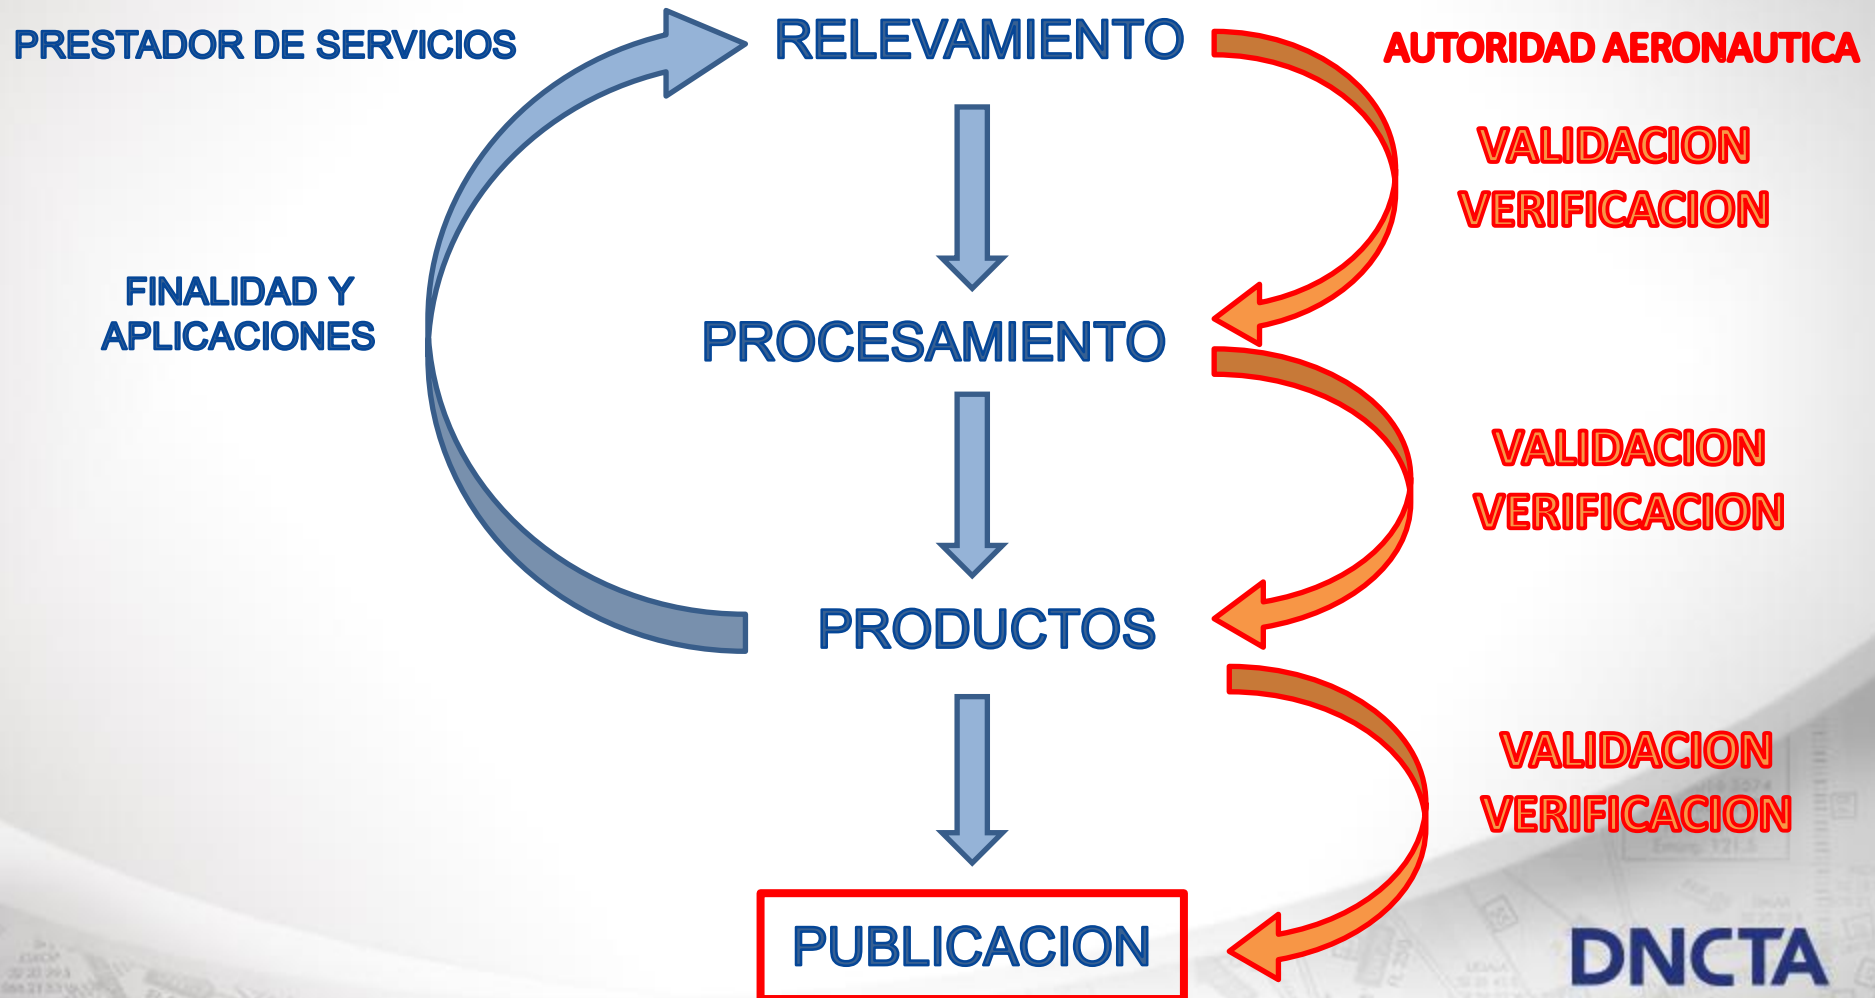 PRESTADOR DE SERVICIOS
RELEVAMIENTO
AUTORIDAD AERONAUTICA
VALIDACION
VERIFICACION
FINALIDAD Y
APLICACIONES
PROCESAMIENTO
VALIDACION
VERIFICACION
PRODUCTOS
VALIDACION
VERIFICACION
PUBLICACION
DNCTA